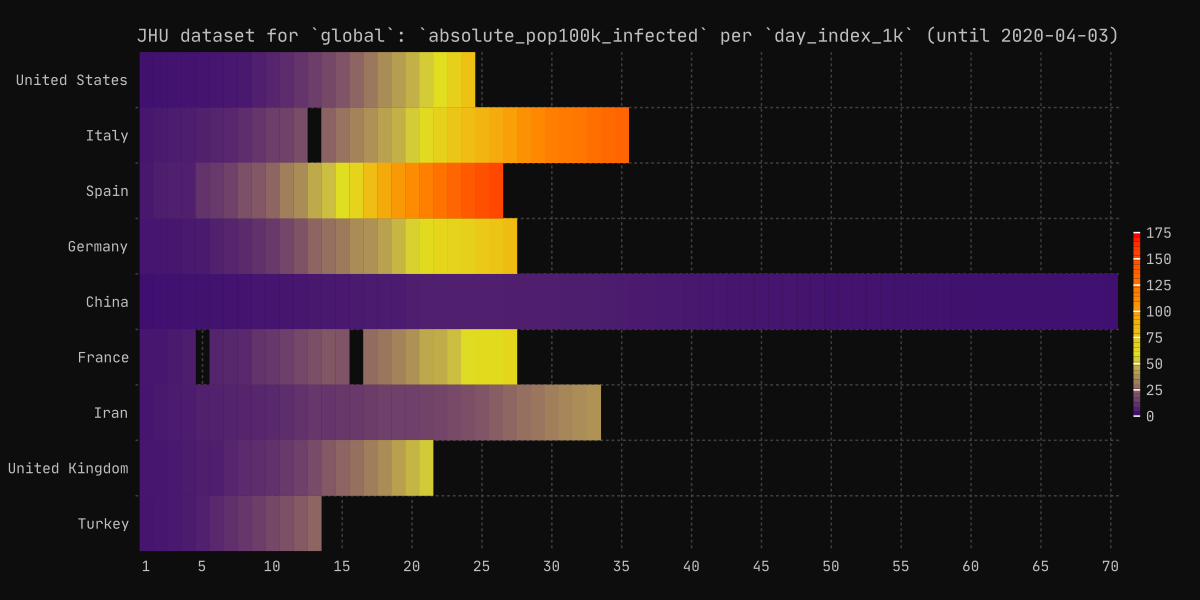 JHU dataset for `global`: `absolute_pop100k_infected` per `day_index_1k` (until 2020-04-03)
United States
Italy
Spain
Germany
China
France
Iran
United Kingdom
Turkey
175
150
125
100
75
50
25
0
1 5 10 15 20 25 30 35 40 45 50 55 60 65 70